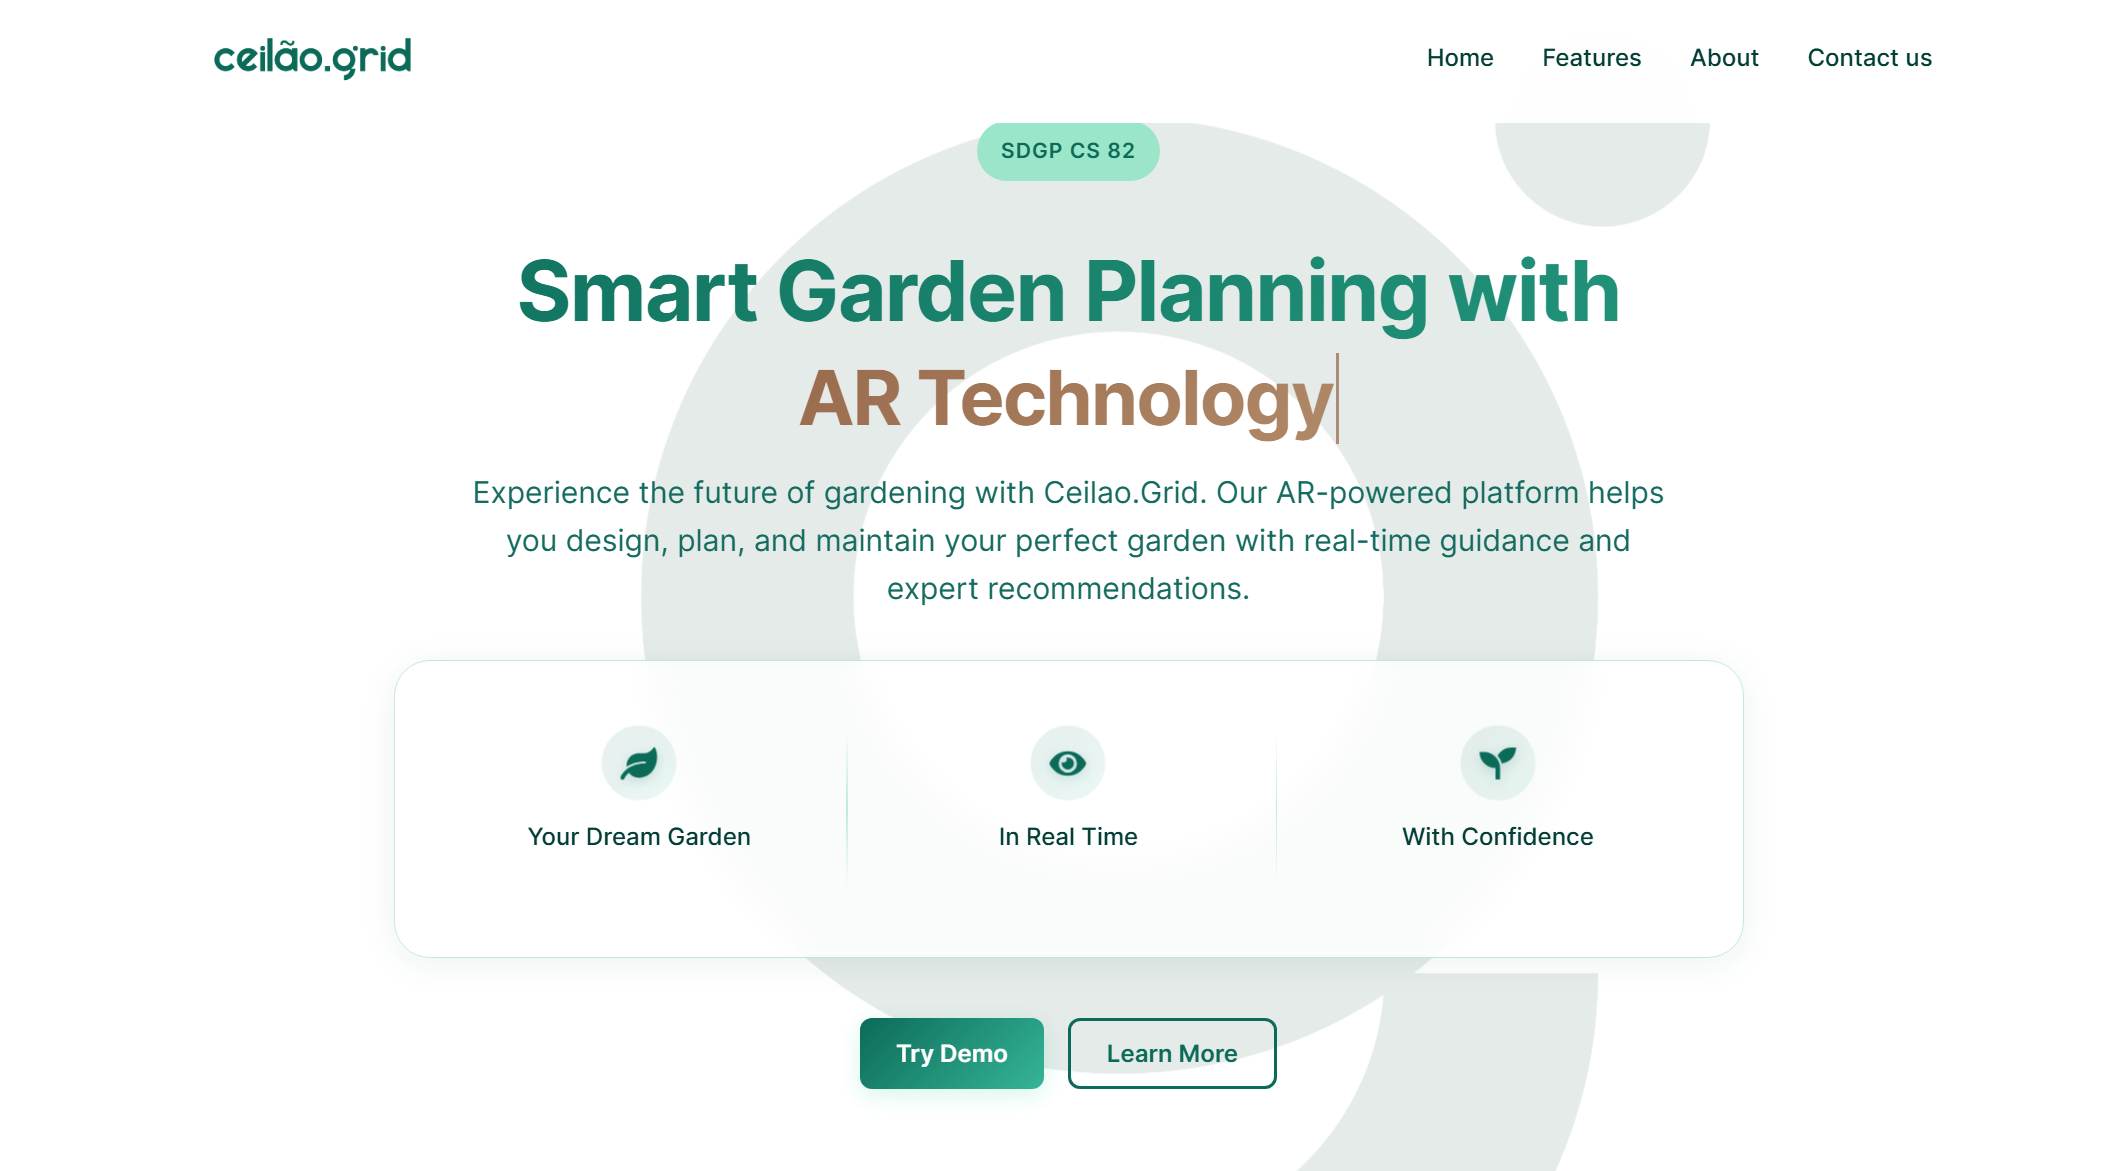 ceilão.grid
Home Features About Contact us
SDGP CS 82
Smart Garden Planning with
AR Technology
Experience the future of gardening with Ceilao.Grid. Our AR-powered platform helps
you design, plan, and maintain your perfect garden with real-time guidance and
expert recommendations.
Your Dream Garden
In Real Time
With Confidence
Try Demo
Learn More